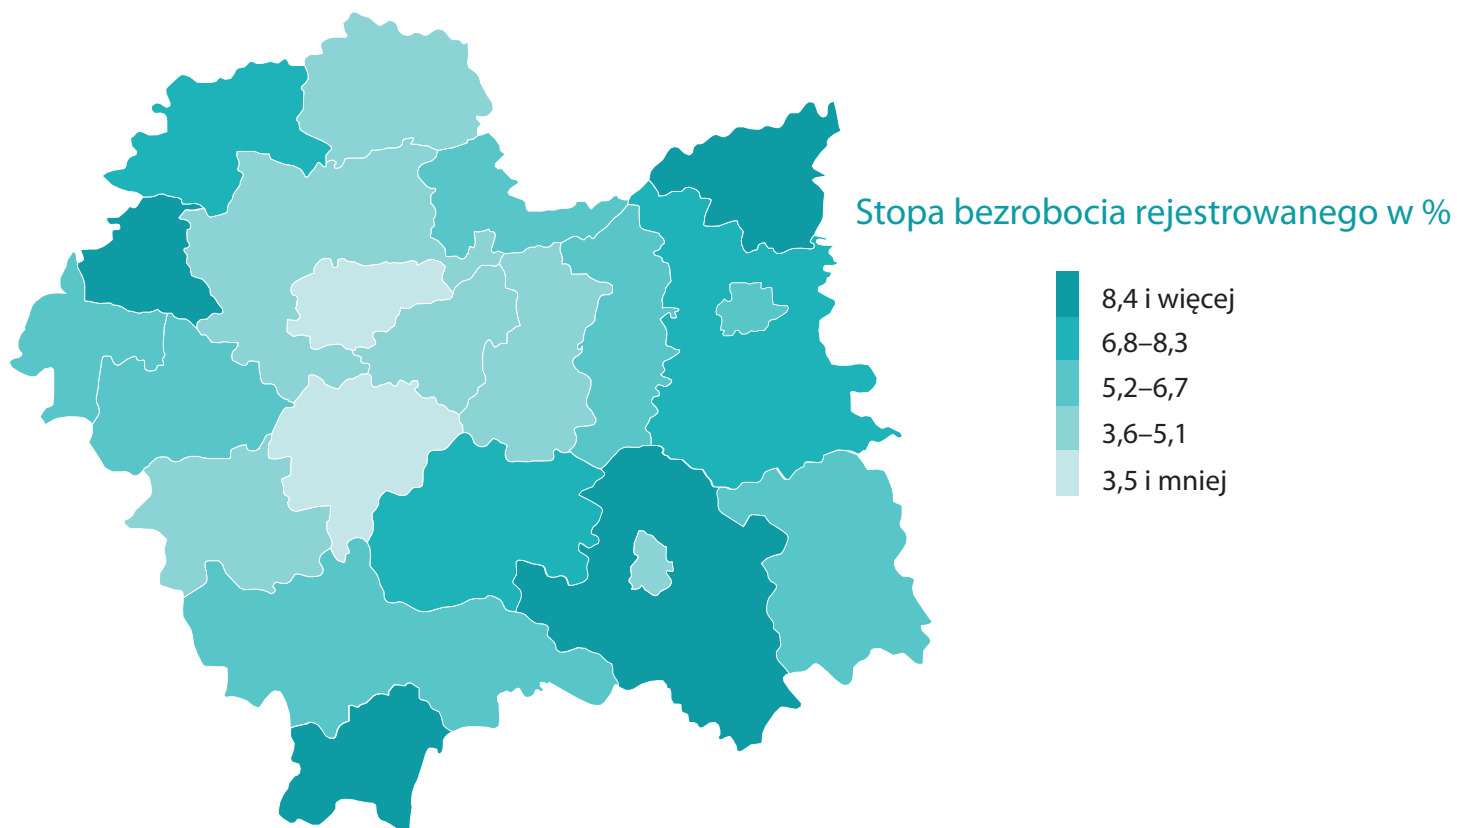 Stopa bezrobocia rejestrowanego w %
8,4 i więcej
6,8–8,3
5,2–6,7
3,6–5,1
3,5 i mniej